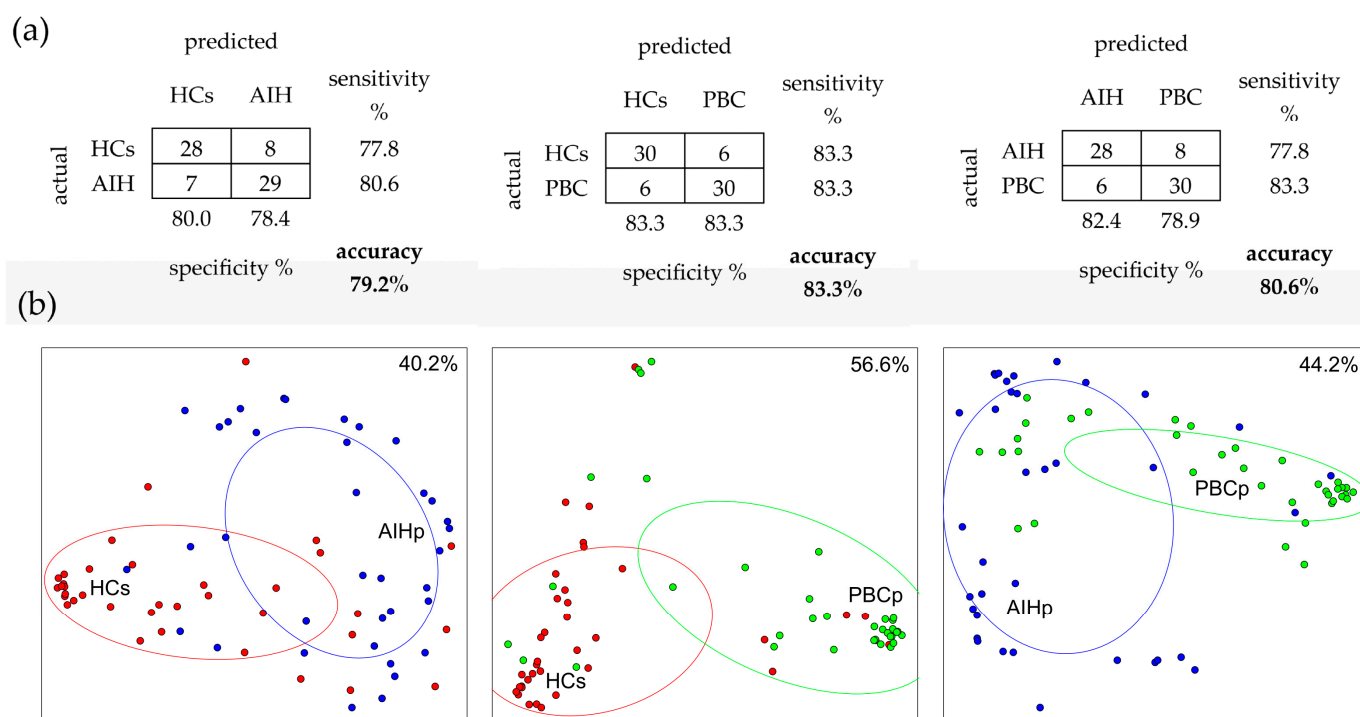 (a)
predicted
HCs AIH sensitivity %
actual
HCs 28 8 77.8
AIH 7 29 80.6
80.0 78.4
specificity % accuracy
79.2%
predicted
HCs PBC sensitivity %
actual
HCs 30 6 83.3
PBC 6 30 83.3
83.3 83.3
specificity % accuracy
83.3%
predicted
AIH PBC sensitivity %
actual
AIH 28 8 77.8
PBC 6 30 83.3
82.4 78.9
specificity % accuracy
80.6%
(b)
40.2%
AIHp
HCs
56.6%
PBCp
HCs
44.2%
PBCp
AIHp